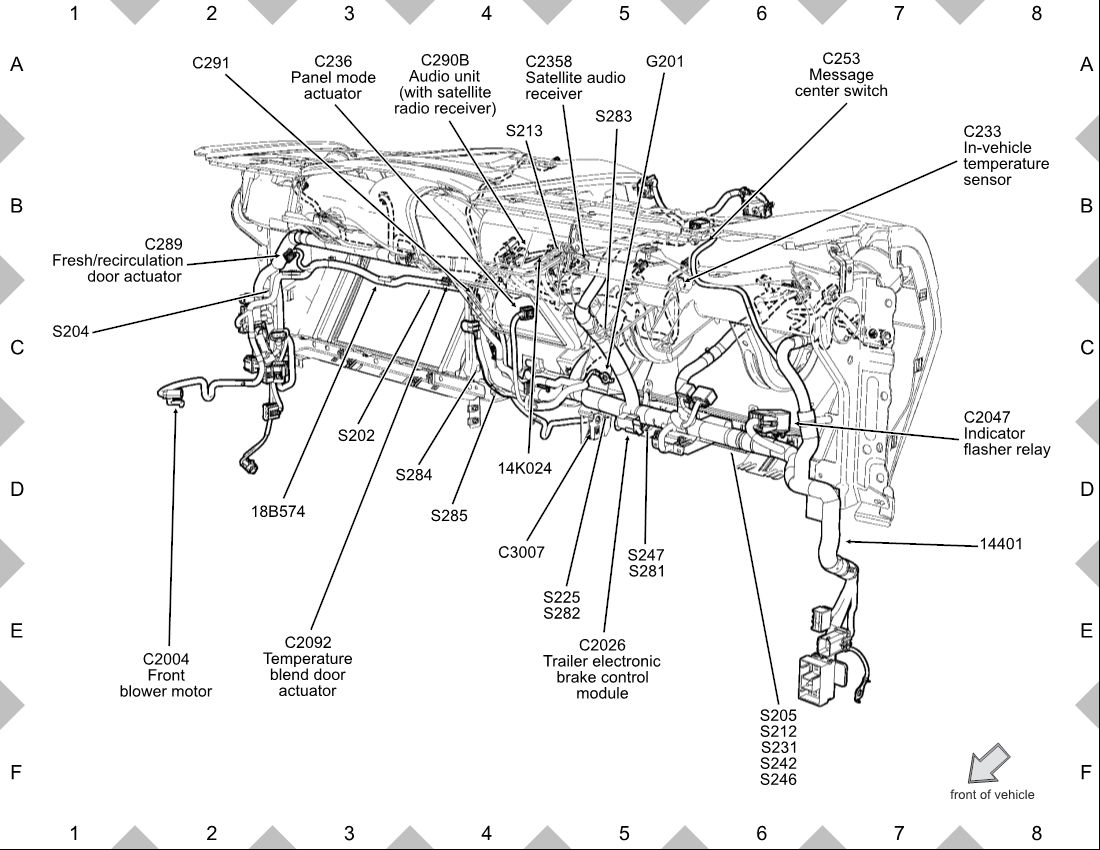 1 2 3 4 5 6 7 8
A
A
C291
C236
Panel mode
actuator
C290B
Audio unit
(with satellite
radio receiver)
C2358
Satellite audio
receiver
G201
C253
Message
center switch
S213
S283
C233
In-vehicle
temperature
sensor
B
B
C289
Fresh/recirculation
door actuator
S204
C
C
C2047
Indicator
flasher relay
S202
S284
14K024
18B574
S285
D
D
C3007
S247
S281
14401
S225
S282
E
E
C2004
Front
blower motor
C2092
Temperature
blend door
actuator
C2026
Trailer electronic
brake control
module
S205
S212
S231
S242
S246
F
F
front of vehicle
1 2 3 4 5 6 7 8